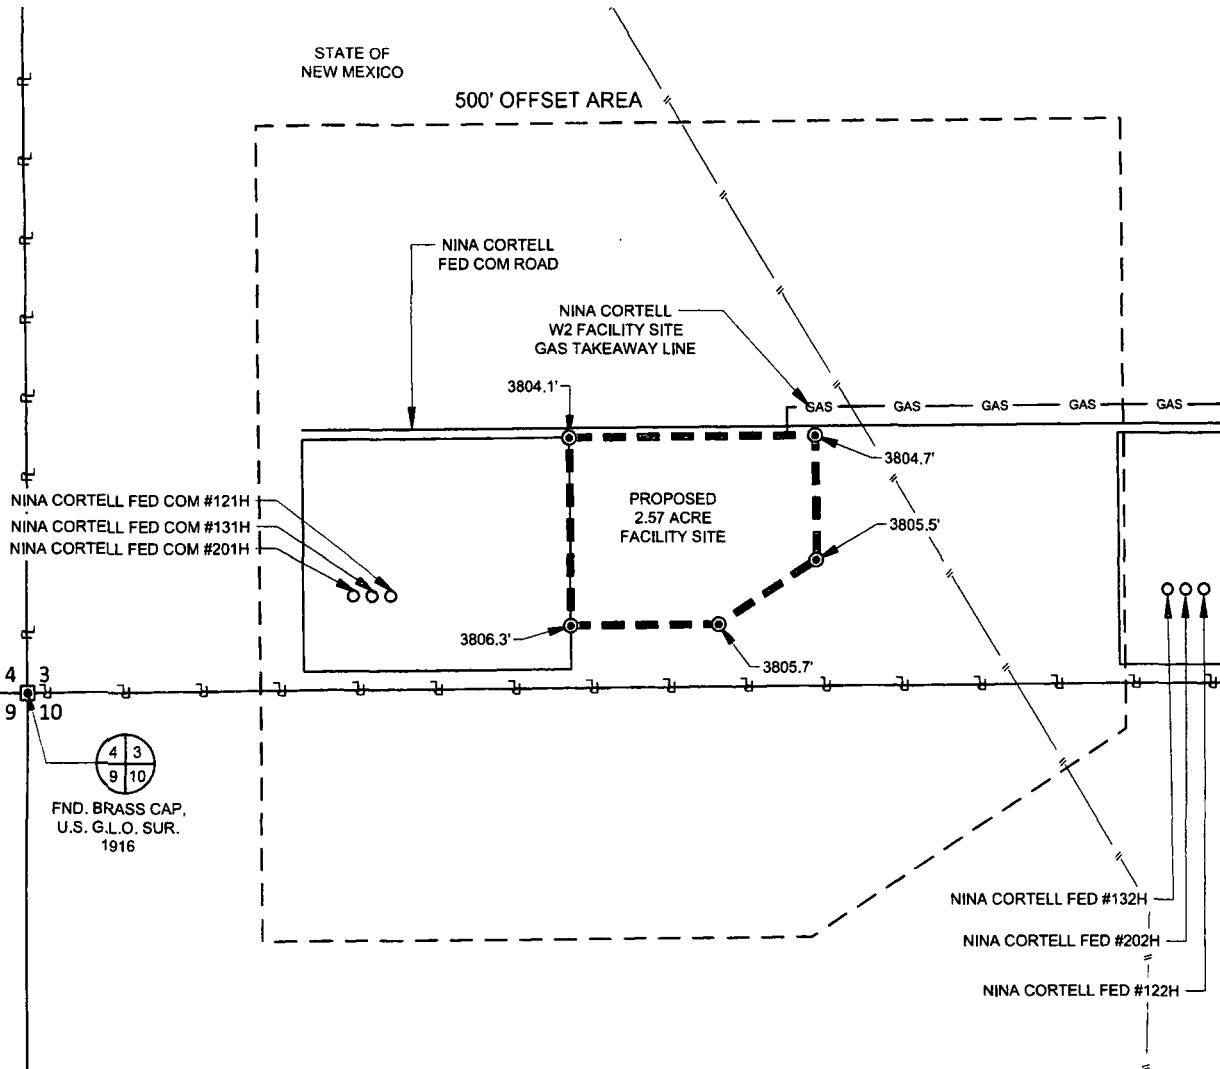 STATE OF
NEW MEXICO
500' OFFSET AREA
NINA CORTELL
FED COM ROAD
NINA CORTELL
W2 FACILITY SITE
GAS TAKEAWAY LINE
3804.1'
GAS GAS GAS GAS GAS
3804.7'
NINA CORTELL FED COM #121H
NINA CORTELL FED COM #131H
NINA CORTELL FED COM #201H
PROPOSED
2.57 ACRE
FACILITY SITE
3805.5'
3806.3'
3805.7'
4 3
9 10
4 3
9 10
FND. BRASS CAP,
U.S. G.L.O. SUR.
1916
NINA CORTELL FED #132H
NINA CORTELL FED #202H
NINA CORTELL FED #122H